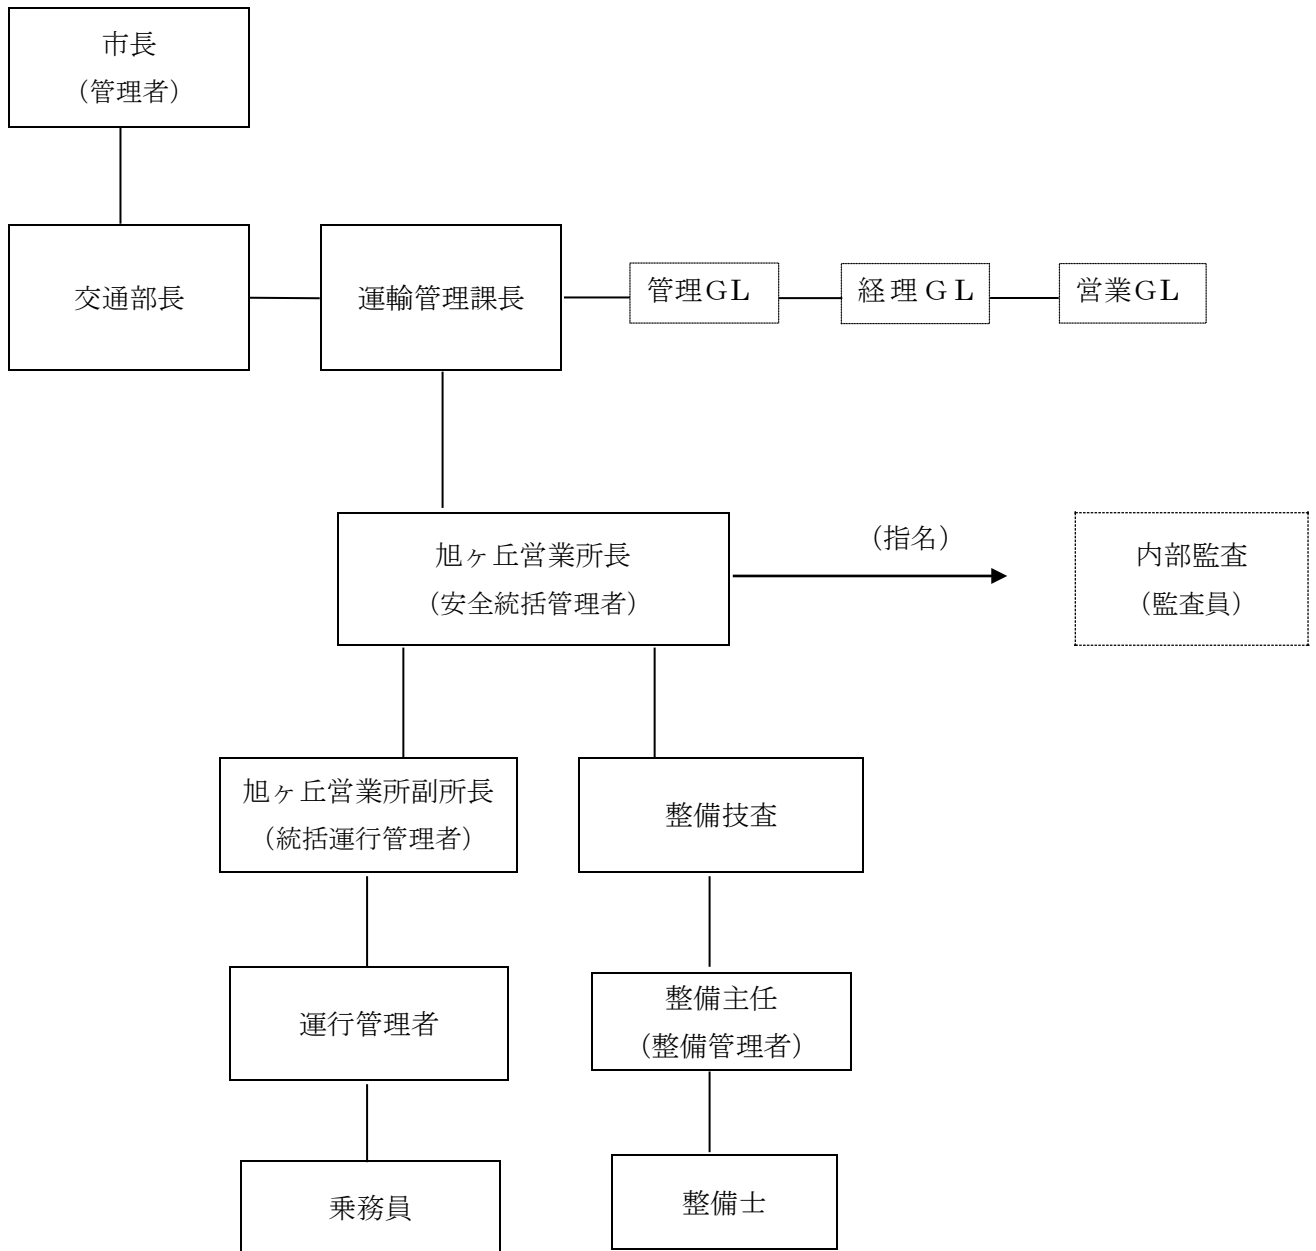 市長
（管理者）
交通部長
運輸管理課長
管理GL
経理GL
営業GL
旭ヶ丘営業所長
（安全統括管理者）
（指名）
内部監査
（監査員）
旭ヶ丘営業所副所長
（統括運行管理者）
整備技査
運行管理者
整備主任
（整備管理者）
乗務員
整備士